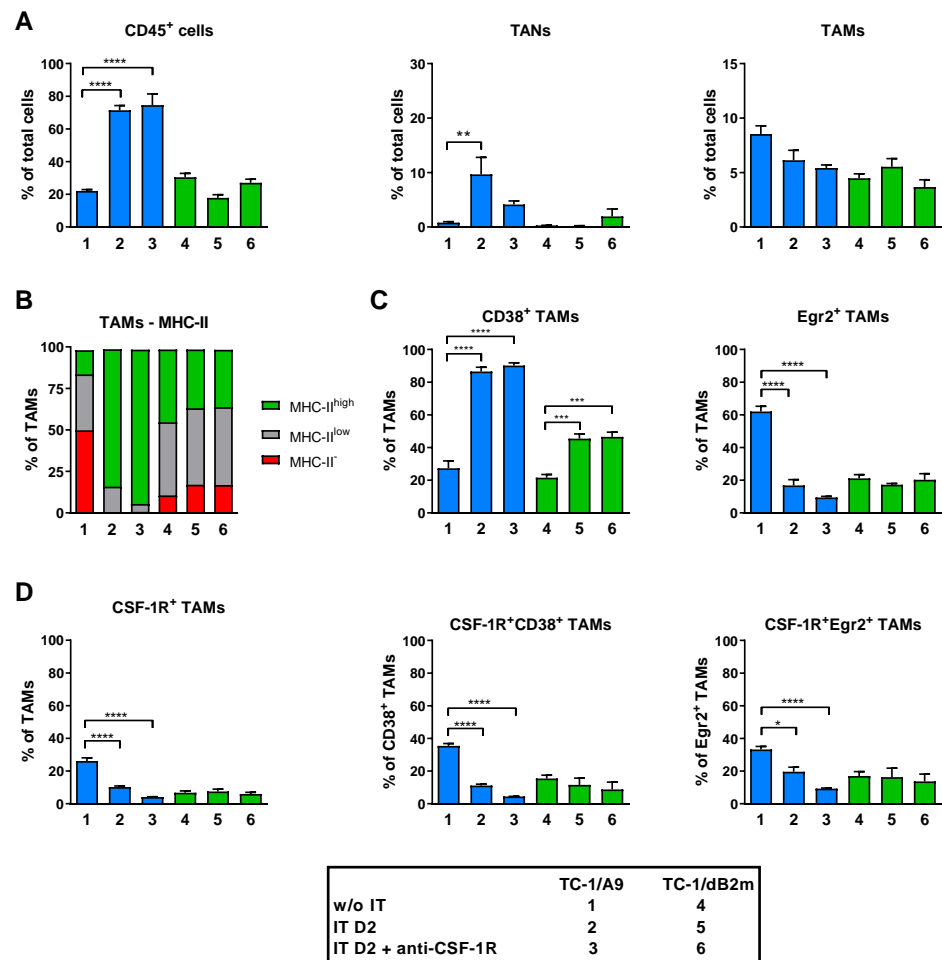 A
CD45+ cells
TANs
TAMs
% of total cells
100
80
60
40
20
0
****
****
1 2 3 4 5 6
% of total cells
30
20
10
0
**
1 2 3 4 5 6
% of total cells
15
10
5
0
1 2 3 4 5 6
B
TAMs - MHC-II
% of TAMs
100
75
50
25
0
1 2 3 4 5 6
MHC-IIhigh
MHC-IIlow
MHC-II-
C
CD38+ TAMs
% of TAMs
100
80
60
40
20
0
****
****
***
***
1 2 3 4 5 6
Egr2+ TAMs
% of TAMs
100
80
60
40
20
0
****
****
1 2 3 4 5 6
D
CSF-1R+ TAMs
% of TAMs
100
80
60
40
20
0
****
****
1 2 3 4 5 6
CSF-1R+CD38+ TAMs
% of CD38+ TAMs
100
80
60
40
20
0
****
****
1 2 3 4 5 6
CSF-1R+Egr2+ TAMs
% of Egr2+ TAMs
100
80
60
40
20
0
****
*
1 2 3 4 5 6
TC-1/A9 TC-1/dB2m
w/o IT 1 4
IT D2 2 5
IT D2 + anti-CSF-1R 3 6